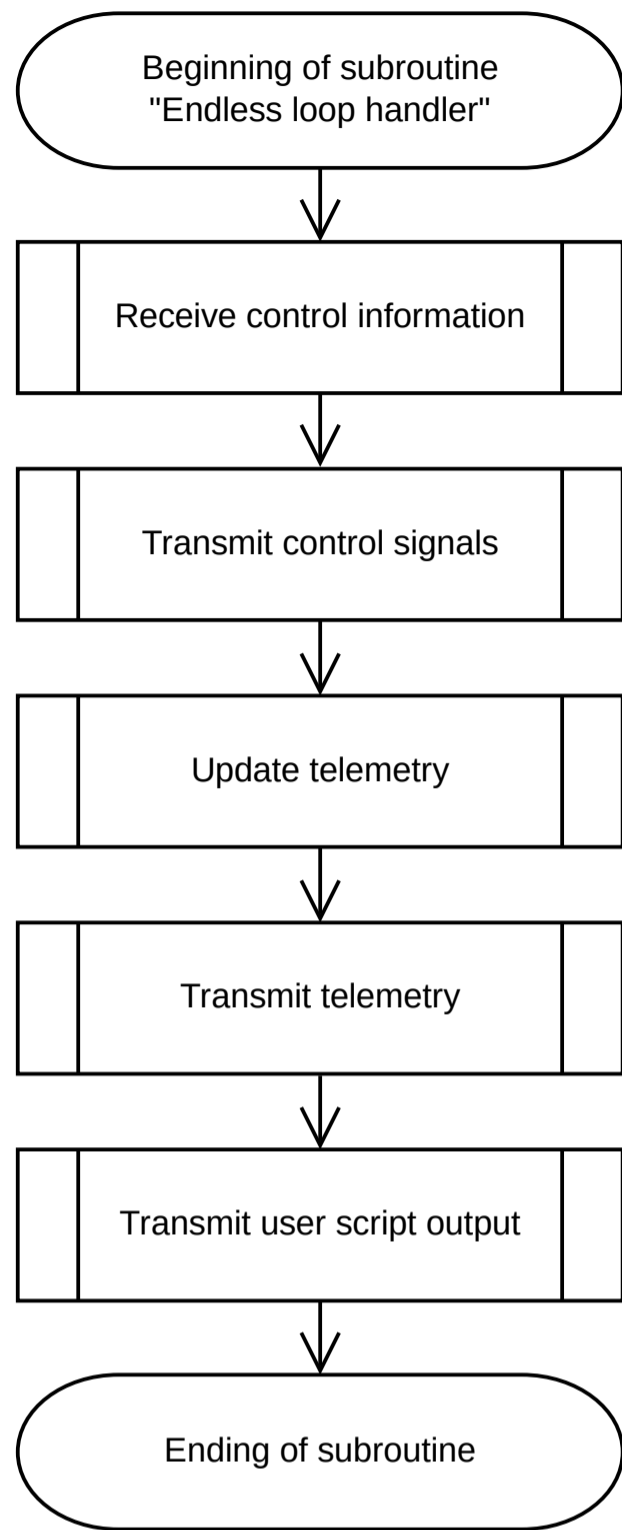 Beginning of subroutine
"Endless loop handler"
Receive control information
Transmit control signals
Update telemetry
Transmit telemetry
Transmit user script output
Ending of subroutine